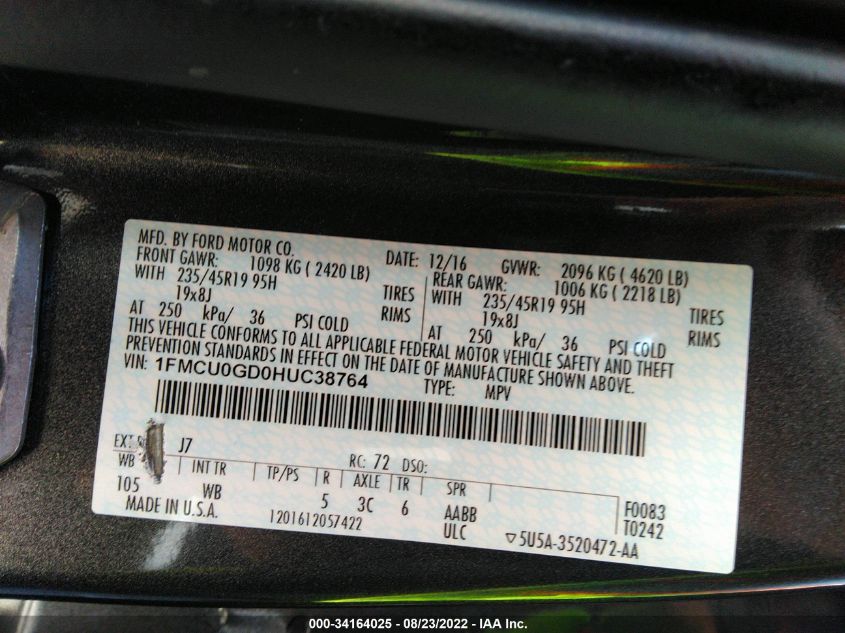 MFD. BY FORD MOTOR CO.
DATE: 12/16 GVWR: 2096 KG ( 4620 LB)
FRONT GAWR: 1098 KG ( 2420 LB)
REAR GAWR: 1006 KG ( 2218 LB)
WITH 235/45R19 95H TIRES
WITH 235/45R19 95H TIRES
19x8J RIMS
19x8J RIMS
AT 250 kPa/ 36 PSI COLD
AT 250 kPa/ 36 PSI COLD
THIS VEHICLE CONFORMS TO ALL APPLICABLE FEDERAL MOTOR VEHICLE SAFETY AND THEFT
PREVENTION STANDARDS IN EFFECT ON THE DATE OF MANUFACTURE SHOWN ABOVE.
VIN: 1FMCU0GD0HUC38764 TYPE: MPV
EXT J7 RC: 72 DSO:
WB INT TR TP/PS R AXLE TR SPR
105 WB 5 3C 6 AABB F0083
MADE IN U.S.A. 1201612057422 ULC T0242
▽5U5A-3520472-AA
000-34164025 - 08/23/2022 - IAA Inc.